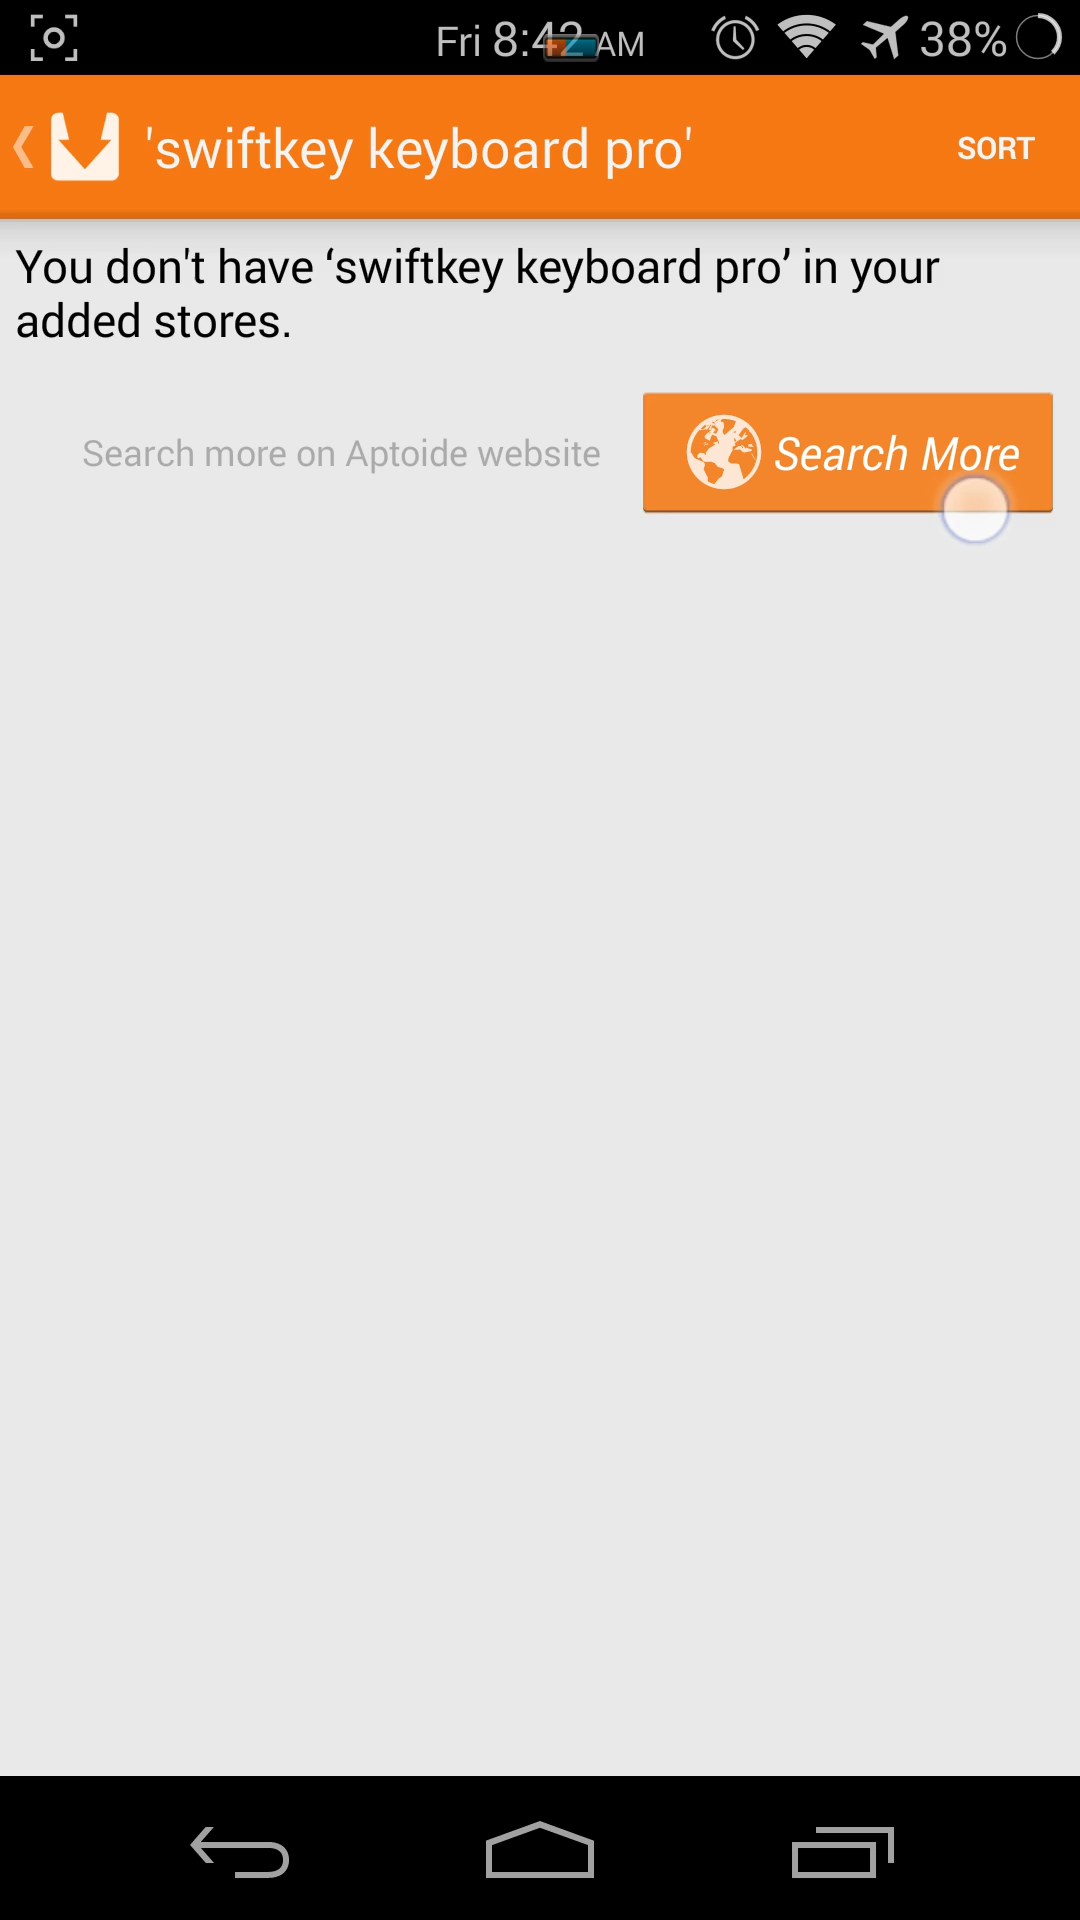 Fri 8:42 AM 38%
'swiftkey keyboard pro' SORT
You don't have ‘swiftkey keyboard pro’ in your
added stores.
Search more on Aptoide website Search More